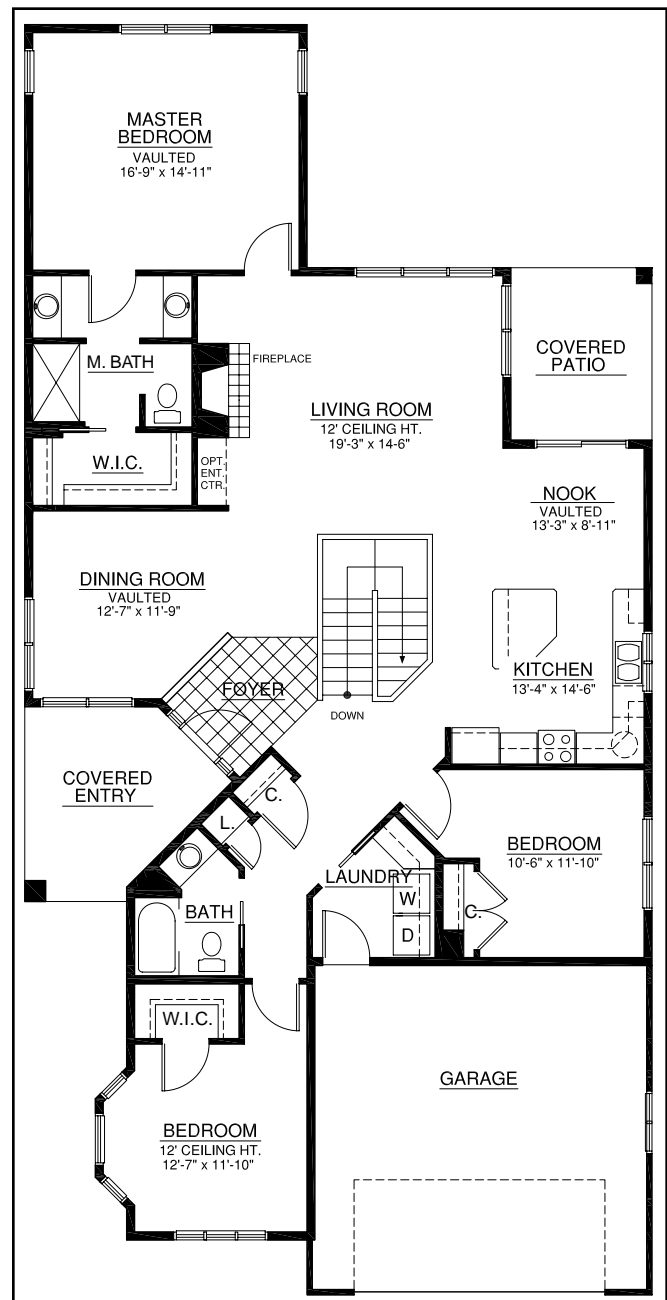 MASTER
BEDROOM
VAULTED
16'-9" x 14'-11"
M. BATH
FIREPLACE
COVERED
PATIO
LIVING ROOM
12' CEILING HT.
19'-3" x 14-6"
W.I.C.
OPT.
ENT.
CTR.
NOOK
VAULTED
13'-3" x 8'-11"
DINING ROOM
VAULTED
12'-7" x 11'-9"
KITCHEN
13'-4" x 14'-6"
FOYER
DOWN
COVERED
ENTRY
C.
L.
BEDROOM
10'-6" x 11'-10"
LAUNDRY
W
D
C.
BATH
W.I.C.
GARAGE
BEDROOM
12' CEILING HT.
12'-7" x 11'-10"